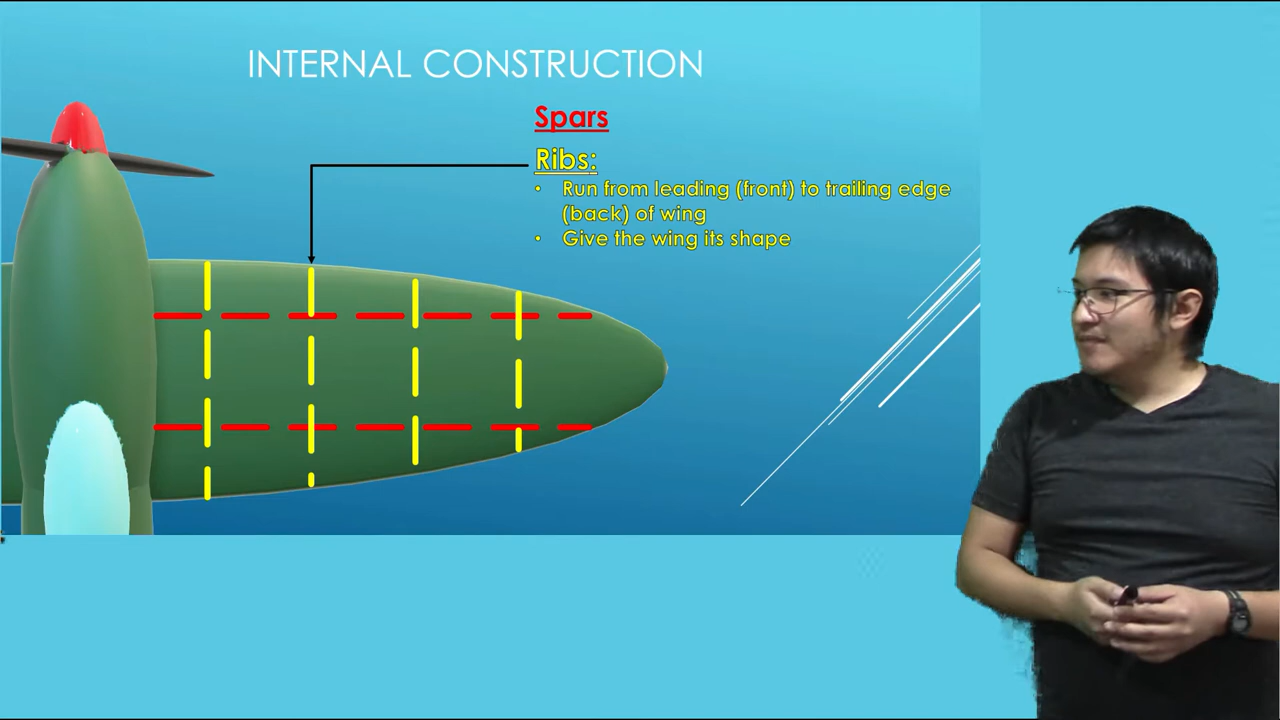 INTERNAL CONSTRUCTION
Spars
Ribs:
• Run from leading (front) to trailing edge
(back) of wing
• Give the wing its shape